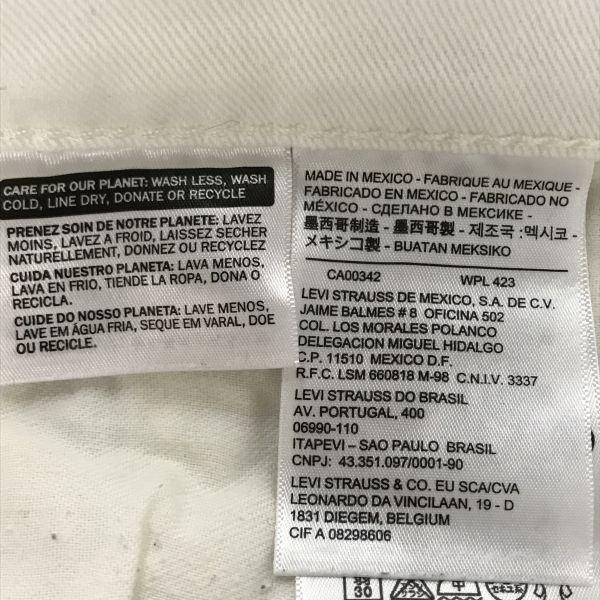 CARE FOR OUR PLANET: WASH LESS, WASH
COLD, LINE DRY, DONATE OR RECYCLE
PRENEZ SOIN DE NOTRE PLANETE: LAVEZ
MOINS, LAVEZ A FROID, LAISSEZ SECHER
NATURELLEMENT, DONNEZ OU RECYCLEZ
CUIDA NUESTRO PLANETA: LAVA MENOS,
LAVA EN FRIO, TIENDE LA ROPA, DONA O
RECICLA.
CUIDE DO NOSSO PLANETA: LAVE MENOS,
LAVE EM ÁGUA FRIA, SEQUE EM VARAL, DOE
OU RECICLE.
MADE IN MEXICO - FABRIQUE AU MEXIQUE -
FABRICADO EN MEXICO - FABRICADO NO
MÉXICO - СДЕЛАНО В МЕКСИКЕ -
墨西哥制造 - 墨西哥製 - 제조국 :멕시코 -
メキシコ製 - BUATAN MEKSIKO
CA00342 WPL 423
LEVI STRAUSS DE MEXICO, S.A. DE C.V.
JAIME BALMES # 8 OFICINA 502
COL. LOS MORALES POLANCO
DELEGACION MIGUEL HIDALGO
C.P. 11510 MEXICO D.F.
R.F.C. LSM 660818 M-98 C.N.I.V. 3337
LEVI STRAUSS DO BRASIL
AV. PORTUGAL, 400
06990-110
ITAPEVI – SAO PAULO BRASIL
CNPJ: 43.351.097/0001-90
LEVI STRAUSS & CO. EU SCA/CVA
LEONARDO DA VINCILAAN, 19 - D
1831 DIEGEM, BELGIUM
CIF A 08298606
30